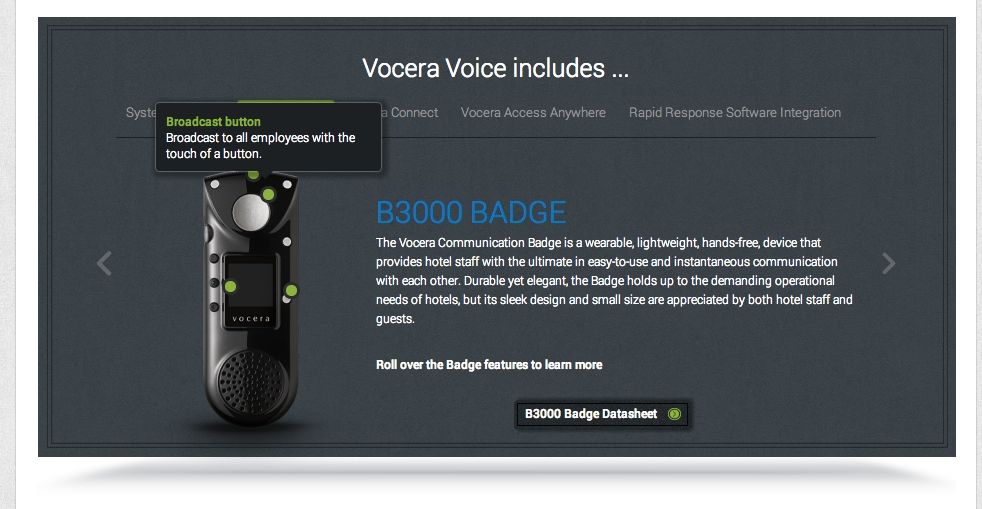 Vocera Voice includes ...
Connect Vocera Access Anywhere Rapid Response Software Integration
Broadcast button
Broadcast to all employees with the
touch of a button.
B3000 BADGE
The Vocera Communication Badge is a wearable, lightweight, hands-free, device that
provides hotel staff with the ultimate in easy-to-use and instantaneous communication
with each other. Durable yet elegant, the Badge holds up to the demanding operational
needs of hotels, but its sleek design and small size are appreciated by both hotel staff and
guests.
vocera
Roll over the Badge features to learn more
B3000 Badge Datasheet